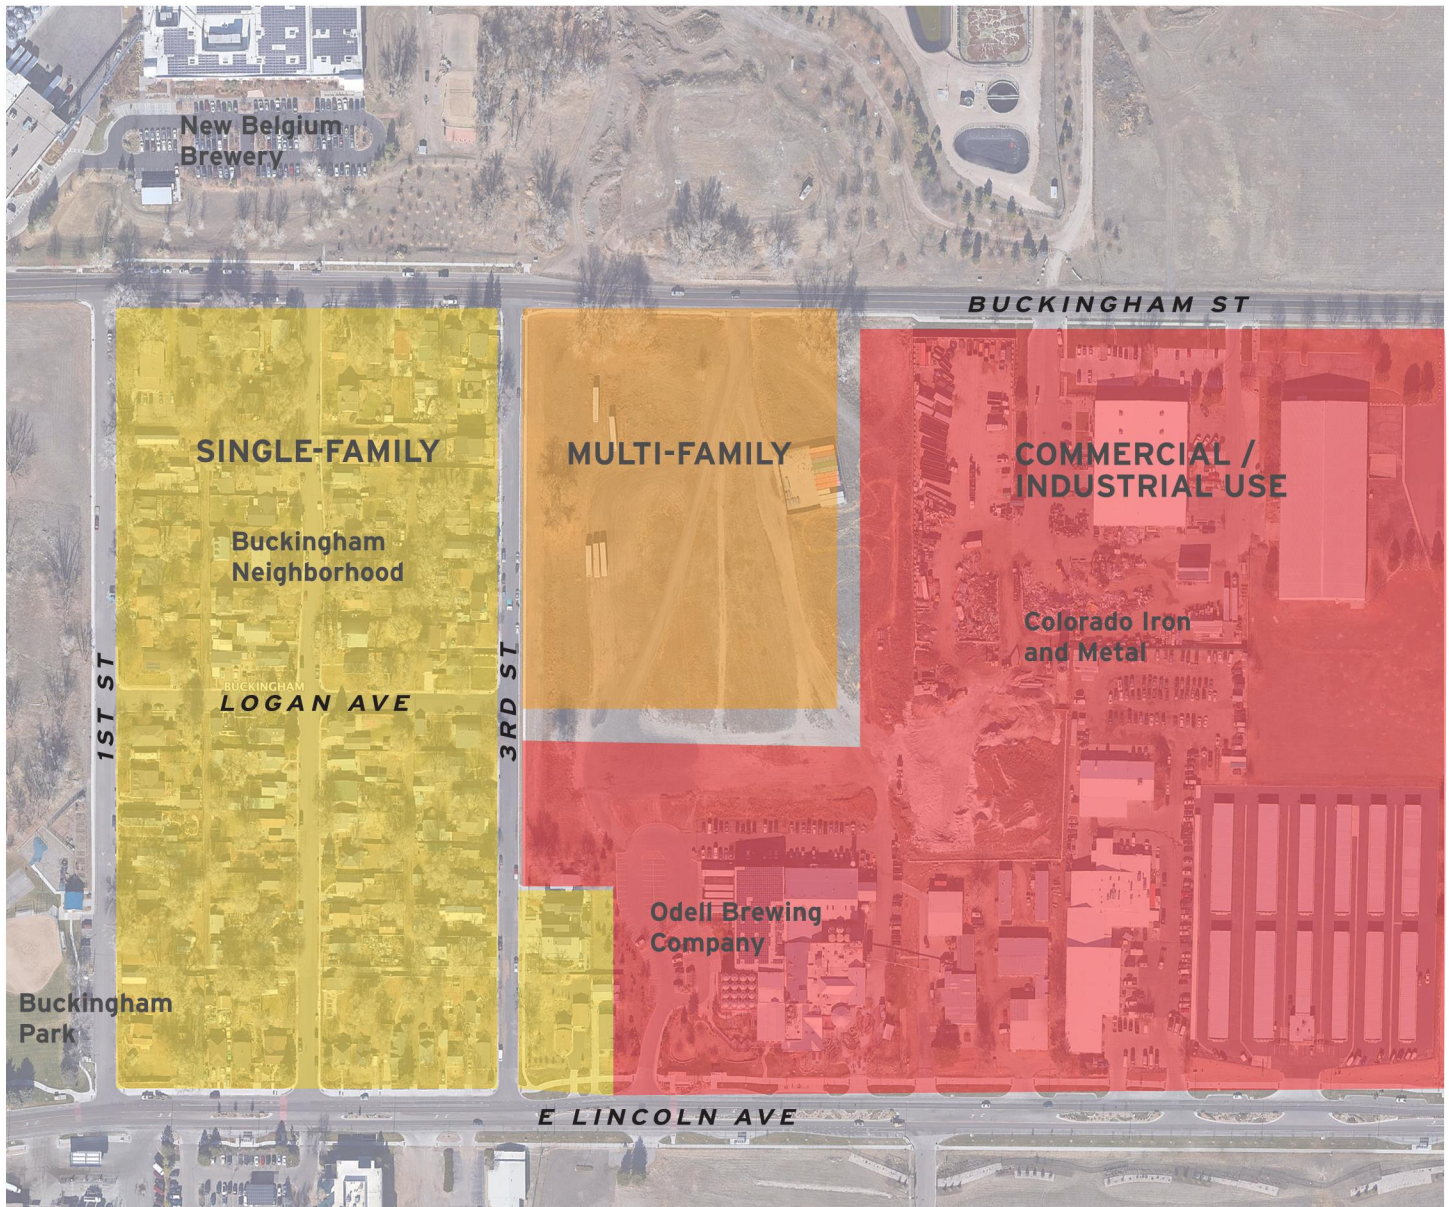 New Belgium
Brewery
BUCKINGHAM ST
SINGLE-FAMILY
MULTI-FAMILY
COMMERCIAL /
INDUSTRIAL USE
Buckingham
Neighborhood
Colorado Iron
and Metal
1ST ST
BUCKINGHAM
LOGAN AVE
3RD ST
Odell Brewing
Company
Buckingham
Park
E LINCOLN AVE